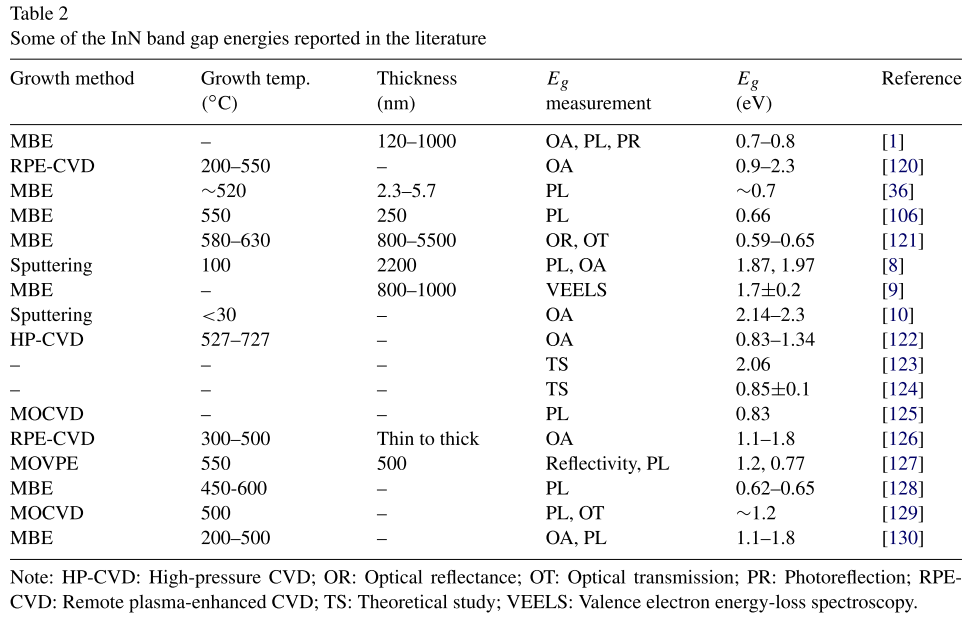 Table 2
Some of the InN band gap energies reported in the literature
Growth method Growth temp. (°C) Thickness (nm) Eg measurement Eg (eV) Reference
MBE – 120–1000 OA, PL, PR 0.7–0.8 [1]
RPE-CVD 200–550 – OA 0.9–2.3 [120]
MBE ∼520 2.3–5.7 PL ∼0.7 [36]
MBE 550 250 PL 0.66 [106]
MBE 580–630 800–5500 OR, OT 0.59–0.65 [121]
Sputtering 100 2200 PL, OA 1.87, 1.97 [8]
MBE – 800–1000 VEELS 1.7±0.2 [9]
Sputtering <30 – OA 2.14–2.3 [10]
HP-CVD 527–727 – OA 0.83–1.34 [122]
– – – TS 2.06 [123]
– – – TS 0.85±0.1 [124]
MOCVD – – PL 0.83 [125]
RPE-CVD 300–500 Thin to thick OA 1.1–1.8 [126]
MOVPE 550 500 Reflectivity, PL 1.2, 0.77 [127]
MBE 450-600 – PL 0.62–0.65 [128]
MOCVD 500 – PL, OT ∼1.2 [129]
MBE 200–500 – OA, PL 1.1–1.8 [130]
Note: HP-CVD: High-pressure CVD; OR: Optical reflectance; OT: Optical transmission; PR: Photoreflection; RPE-
CVD: Remote plasma-enhanced CVD; TS: Theoretical study; VEELS: Valence electron energy-loss spectroscopy.